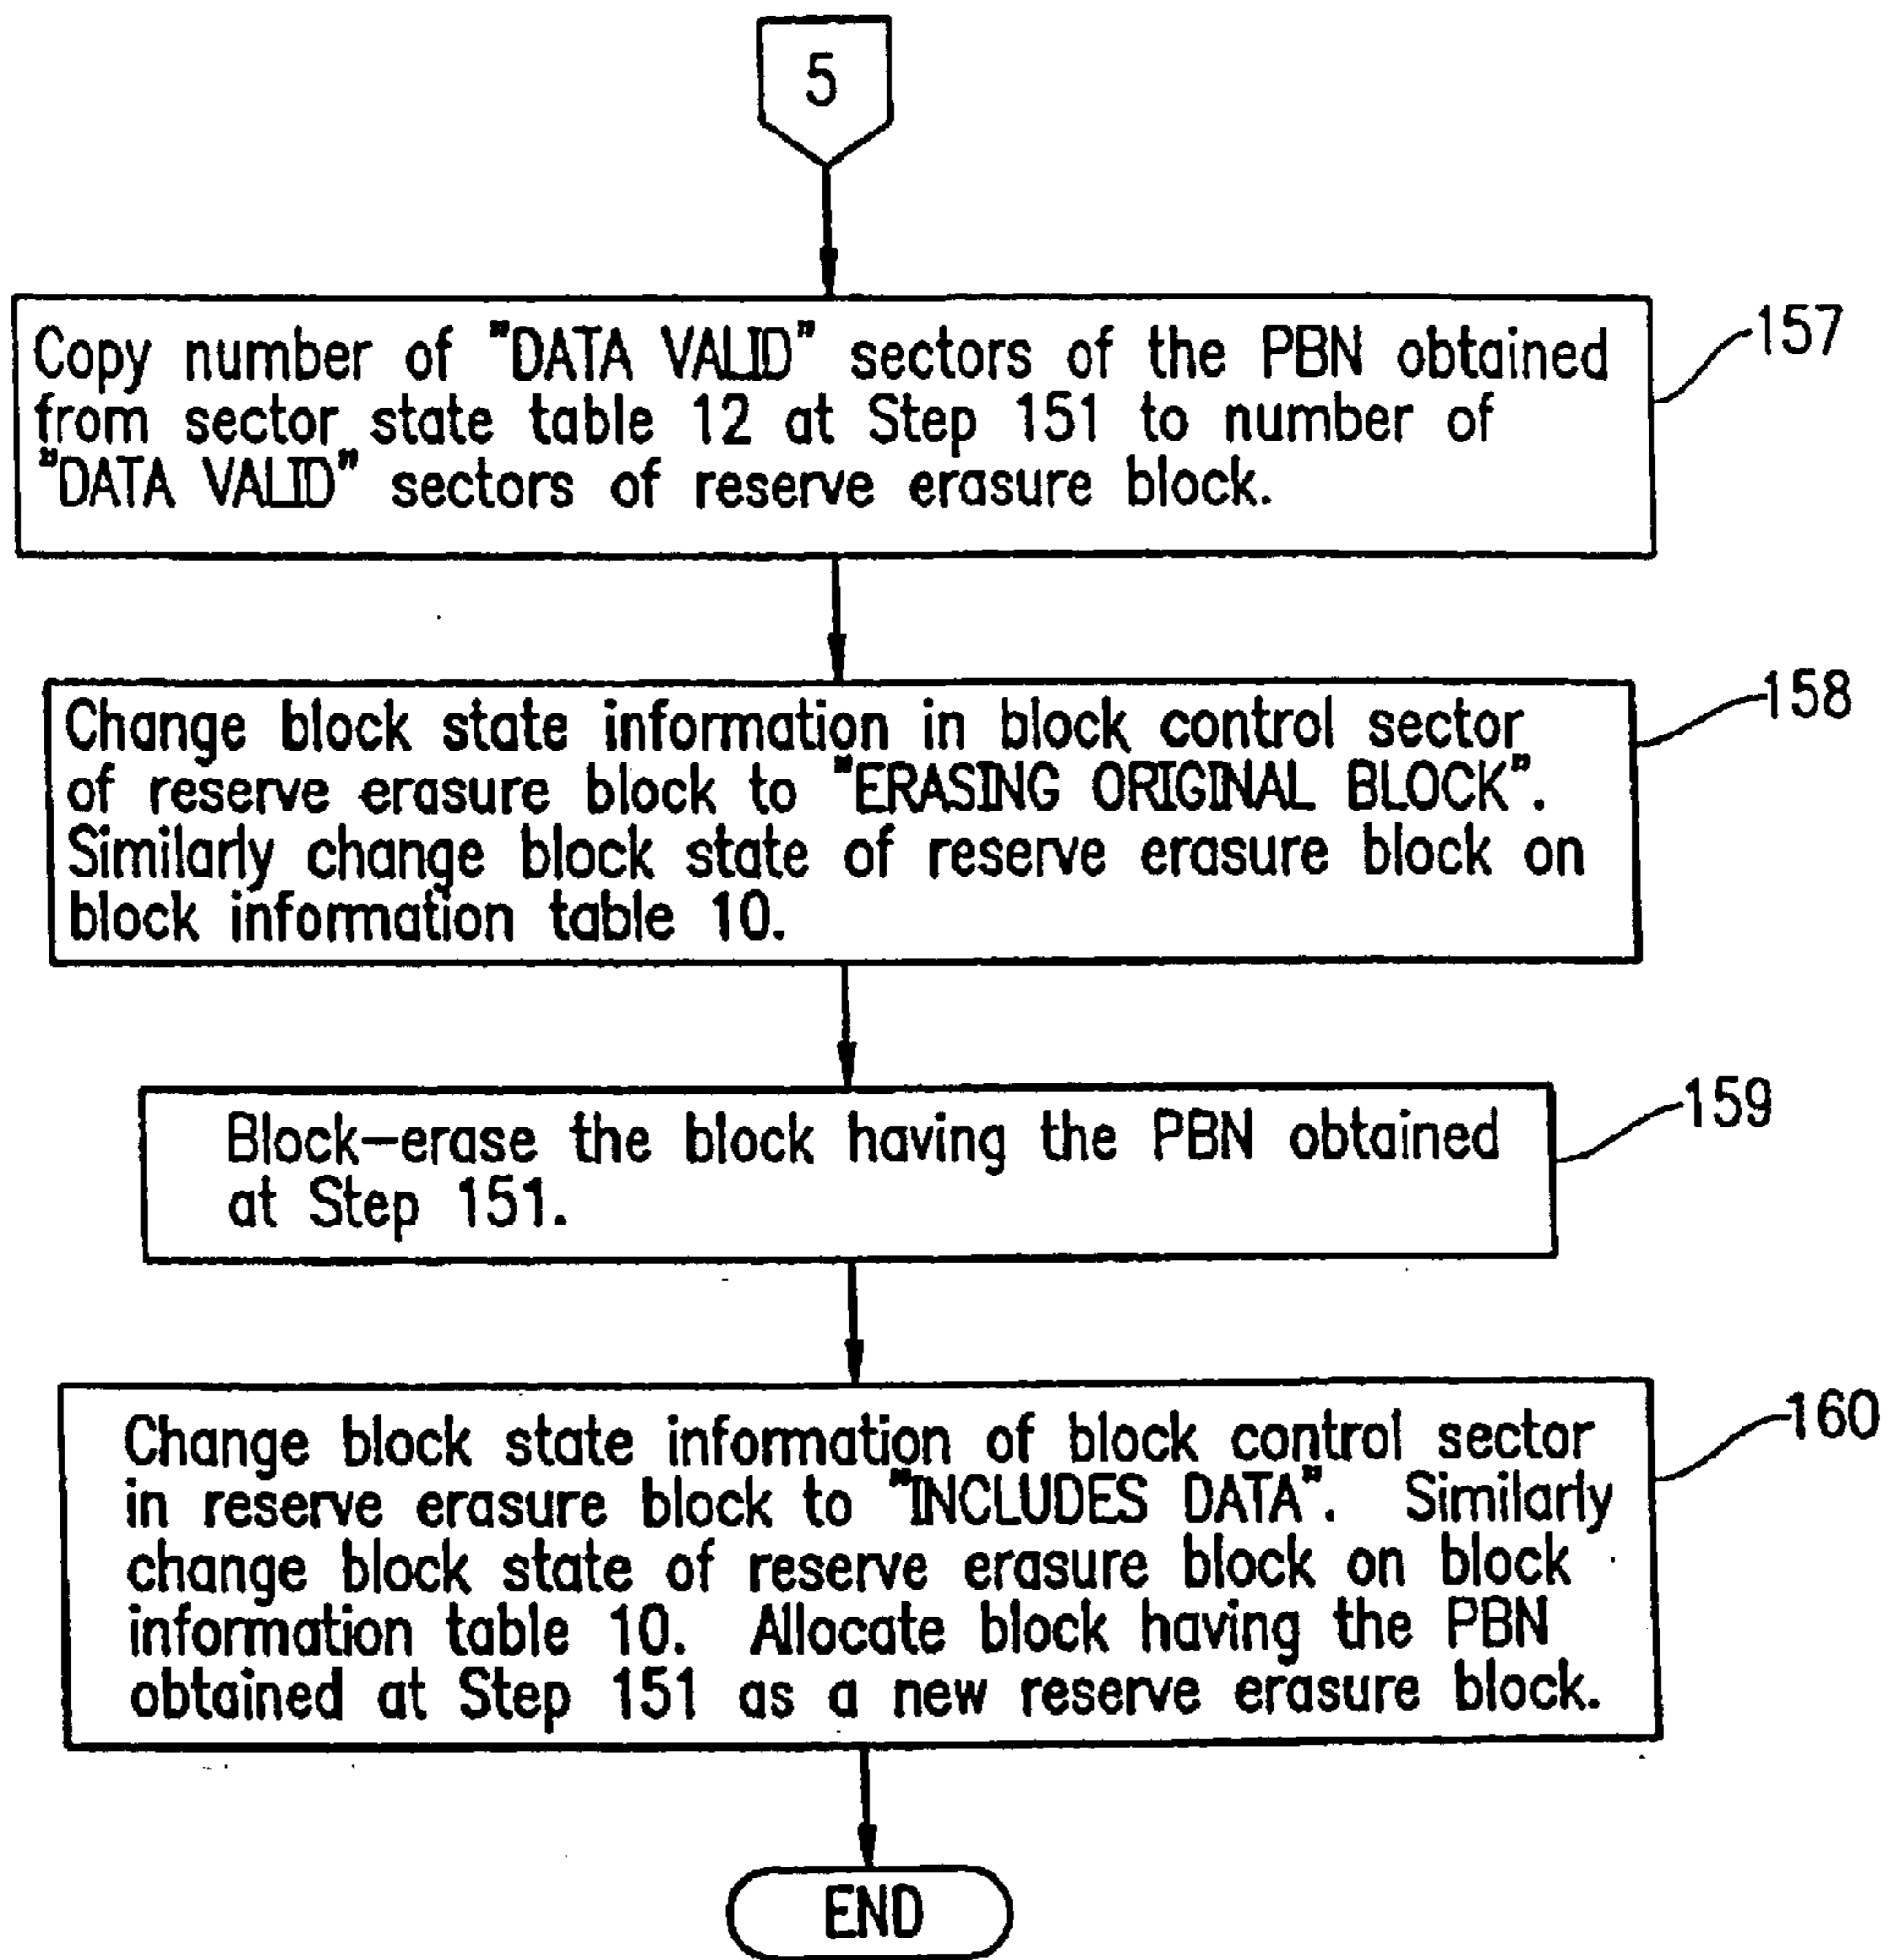 5
Copy number of "DATA VALID" sectors of the PBN obtained
from sector state table 12 at Step 151 to number of
"DATA VALID" sectors of reserve erasure block.
157
Change block state information in block control sector
of reserve erasure block to "ERASING ORIGINAL BLOCK".
Similarly change block state of reserve erasure block on
block information table 10.
158
Block-erase the block having the PBN obtained
at Step 151.
159
Change block state information of block control sector
in reserve erasure block to "INCLUDES DATA". Similarly
change block state of reserve erasure block on block
information table 10. Allocate block having the PBN
obtained at Step 151 as a new reserve erasure block.
160
END